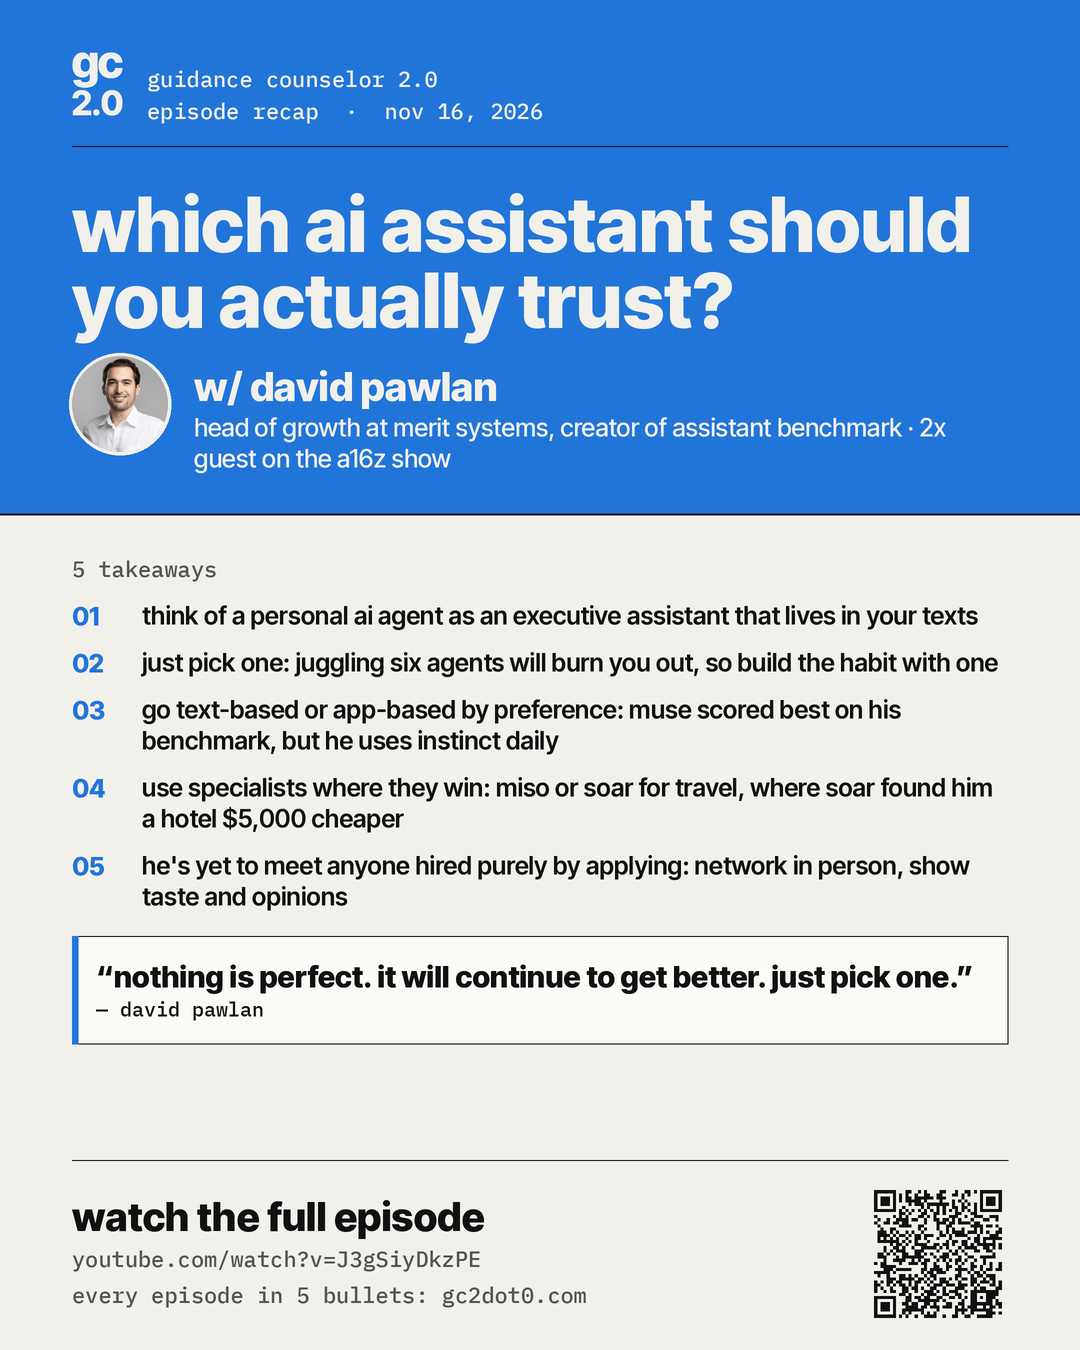 gc
2.0
guidance counselor 2.0
episode recap · nov 16, 2026
which ai assistant should
you actually trust?
w/ david pawlan
head of growth at merit systems, creator of assistant benchmark · 2x
guest on the a16z show
5 takeaways
01 think of a personal ai agent as an executive assistant that lives in your texts
02 just pick one: juggling six agents will burn you out, so build the habit with one
03 go text-based or app-based by preference: muse scored best on his
benchmark, but he uses instinct daily
04 use specialists where they win: miso or soar for travel, where soar found him
a hotel $5,000 cheaper
05 he's yet to meet anyone hired purely by applying: network in person, show
taste and opinions
“nothing is perfect. it will continue to get better. just pick one.”
— david pawlan
watch the full episode
youtube.com/watch?v=J3gSiyDkzPE
every episode in 5 bullets: gc2dot0.com